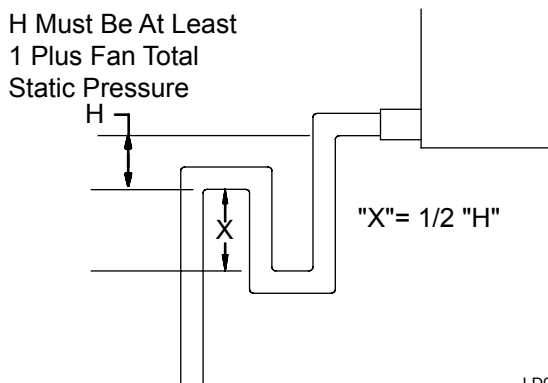 H Must Be At Least
1 Plus Fan Total
Static Pressure
H
X
"X"= 1/2 "H"